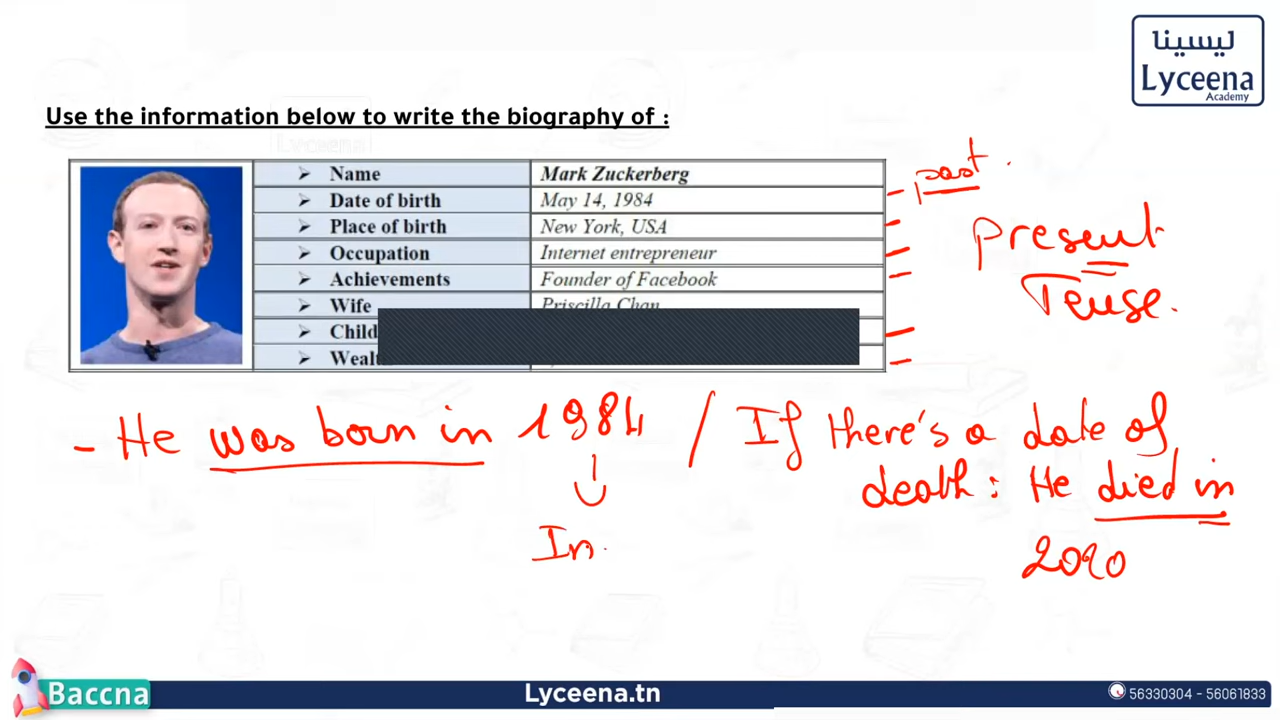 ليسينا
Lyceena
Academy
Use the information below to write the biography of :
➢ Name Mark Zuckerberg
➢ Date of birth May 14, 1984
➢ Place of birth New York, USA
➢ Occupation Internet entrepreneur
➢ Achievements Founder of Facebook
➢ Wife Priscilla Chan
➢ Child
➢ Wealt
past.
present
Tense.
- He was born in 1984 / If there's a date of
death: He died in
2020
In.
Baccna
Lyceena.tn
56330304 - 56061833